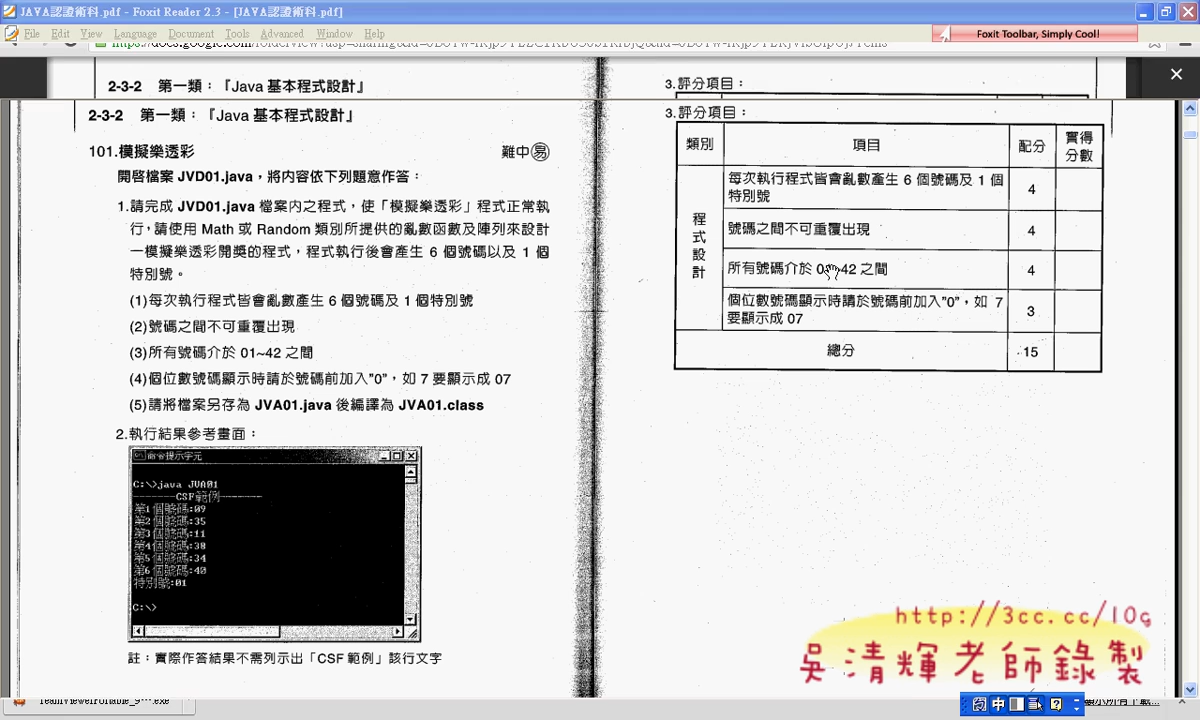 JAVA認證術科.pdf - Foxit Reader 2.3 - [JAVA認證術科.pdf]
File Edit View Language Document Tools Advanced Window Help
Foxit Toolbar, Simply Cool!
2-3-2 第一類：『Java 基本程式設計』
3.評分項目：
2-3-2 第一類：『Java 基本程式設計』
101.模擬樂透彩 難中易
開啓檔案 JVD01.java，將內容依下列題意作答：
1.請完成 JVD01.java 檔案內之程式，使「模擬樂透彩」程式正常執
行，請使用 Math 或 Random 類別所提供的亂數函數及陣列來設計
一模擬樂透彩開獎的程式，程式執行後會產生 6 個號碼以及 1 個
特別號。
(1)每次執行程式皆會亂數產生 6 個號碼及 1 個特別號
(2)號碼之間不可重覆出現
(3)所有號碼介於 01~42 之間
(4)個位數號碼顯示時請於號碼前加入"0"，如 7 要顯示成 07
(5)請將檔案另存為 JVA01.java 後編譯為 JVA01.class
2.執行結果參考畫面：
命令提示字元
C:\>java JVA01
-------CSF範例-------
第1個號碼:09
第2個號碼:35
第3個號碼:11
第4個號碼:38
第5個號碼:34
第6個號碼:40
特別號:01
C:\>
註：實際作答結果不需列示出「CSF 範例」該行文字
3.評分項目：
類別 項目 配分 實得分數
程式設計
每次執行程式皆會亂數產生 6 個號碼及 1 個
特別號 4
號碼之間不可重覆出現 4
所有號碼介於 0~42 之間 4
個位數號碼顯示時請於號碼前加入"0"，如 7
要顯示成 07 3
總分 15
http://3cc.cc/10g
吳清輝老師錄製